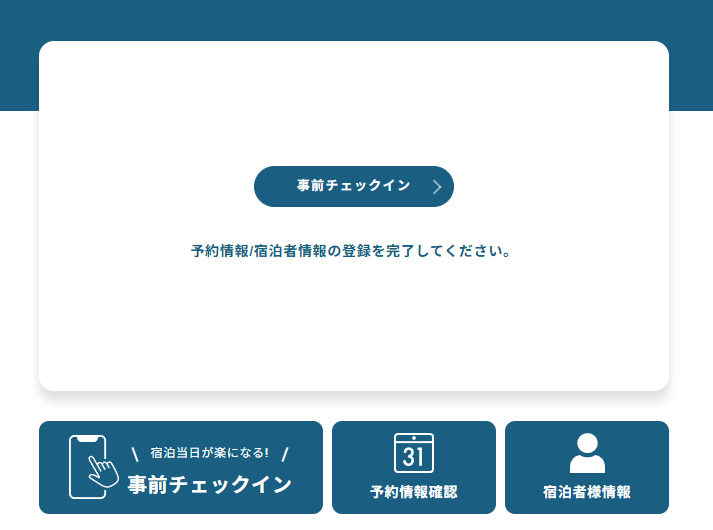 事前チェックイン
予約情報/宿泊者情報の登録を完了してください。
\ 宿泊当日が楽になる! /
事前チェックイン
31
予約情報確認
宿泊者様情報